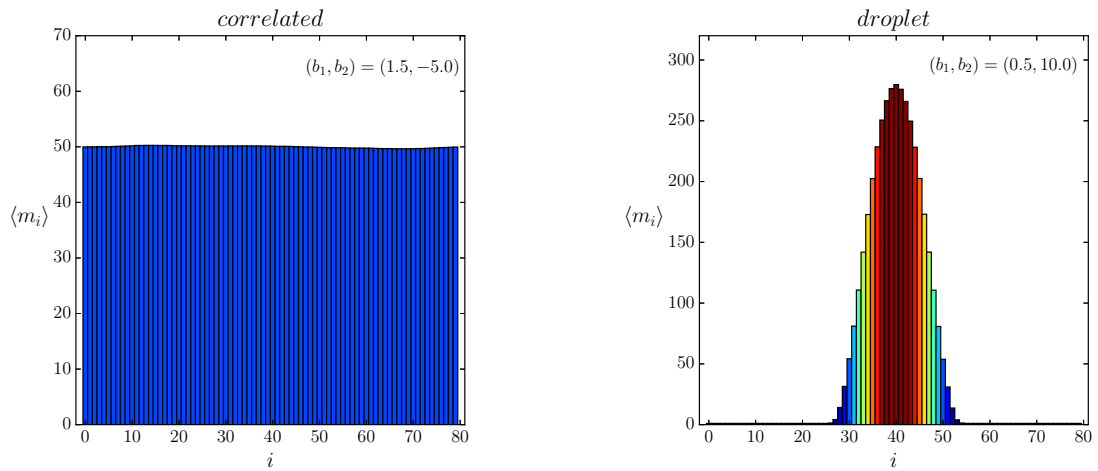 correlated
(b₁, b₂) = (1.5, −5.0)
70
60
50
40
30
20
10
0
⟨mᵢ⟩
0 10 20 30 40 50 60 70 80
i
droplet
(b₁, b₂) = (0.5, 10.0)
300
250
200
150
100
50
0
⟨mᵢ⟩
0 10 20 30 40 50 60 70 80
i